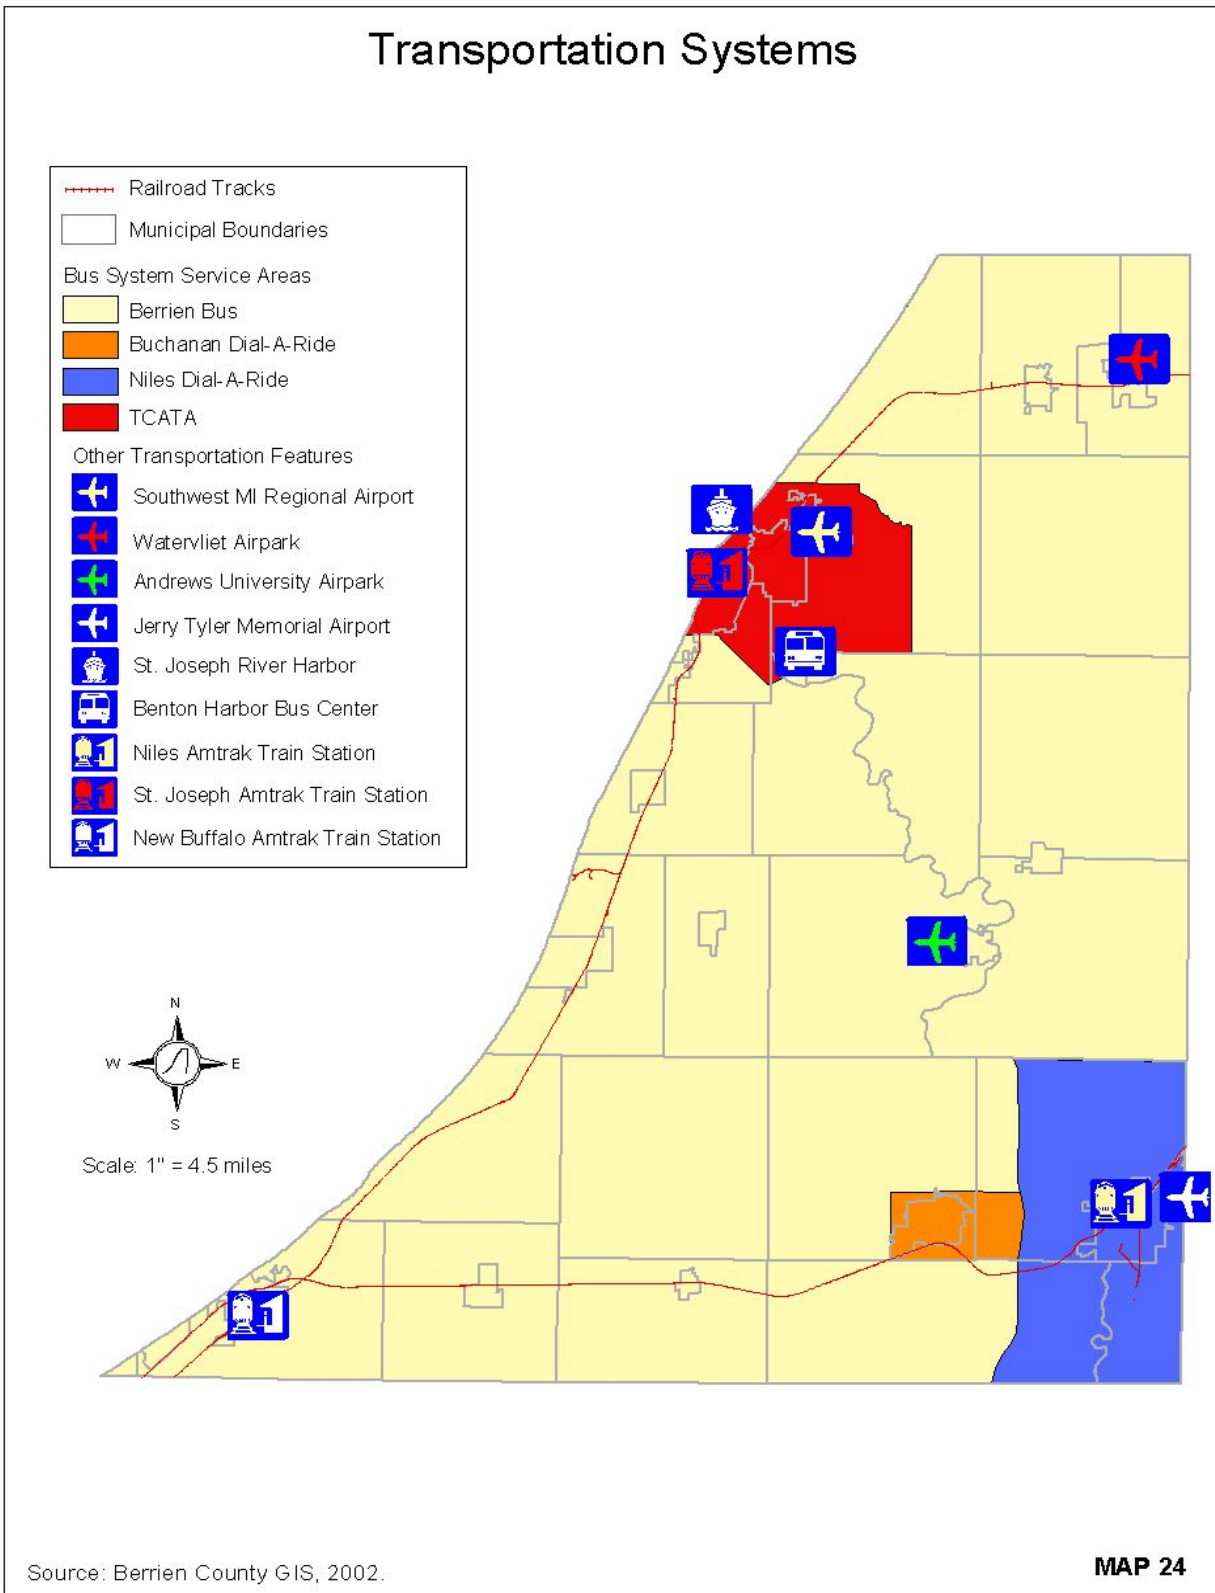 Transportation Systems
Railroad Tracks
Municipal Boundaries
Bus System Service Areas
Berrien Bus
Buchanan Dial-A-Ride
Niles Dial-A-Ride
TCATA
Other Transportation Features
Southwest MI Regional Airport
Watervliet Airpark
Andrews University Airpark
Jerry Tyler Memorial Airport
St. Joseph River Harbor
Benton Harbor Bus Center
Niles Amtrak Train Station
St. Joseph Amtrak Train Station
New Buffalo Amtrak Train Station
N
W E
S
Scale: 1" = 4.5 miles
Source: Berrien County GIS, 2002.
MAP 24